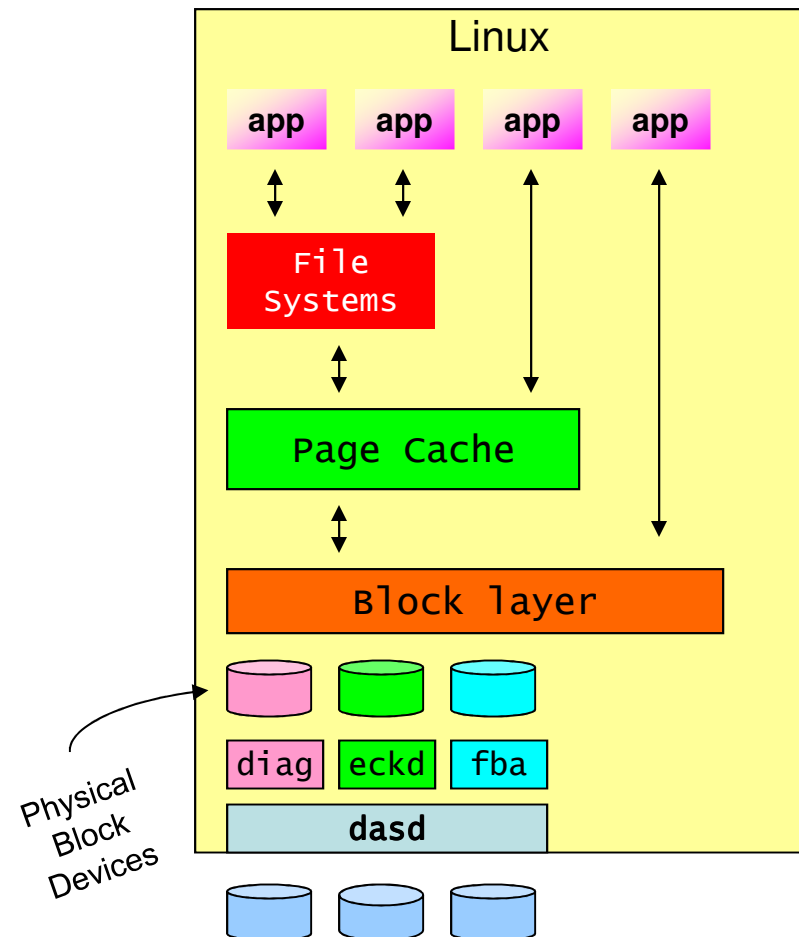 Linux
app app app app
File
Systems
Page Cache
Block layer
diag eckd fba
dasd
Physical
Block
Devices